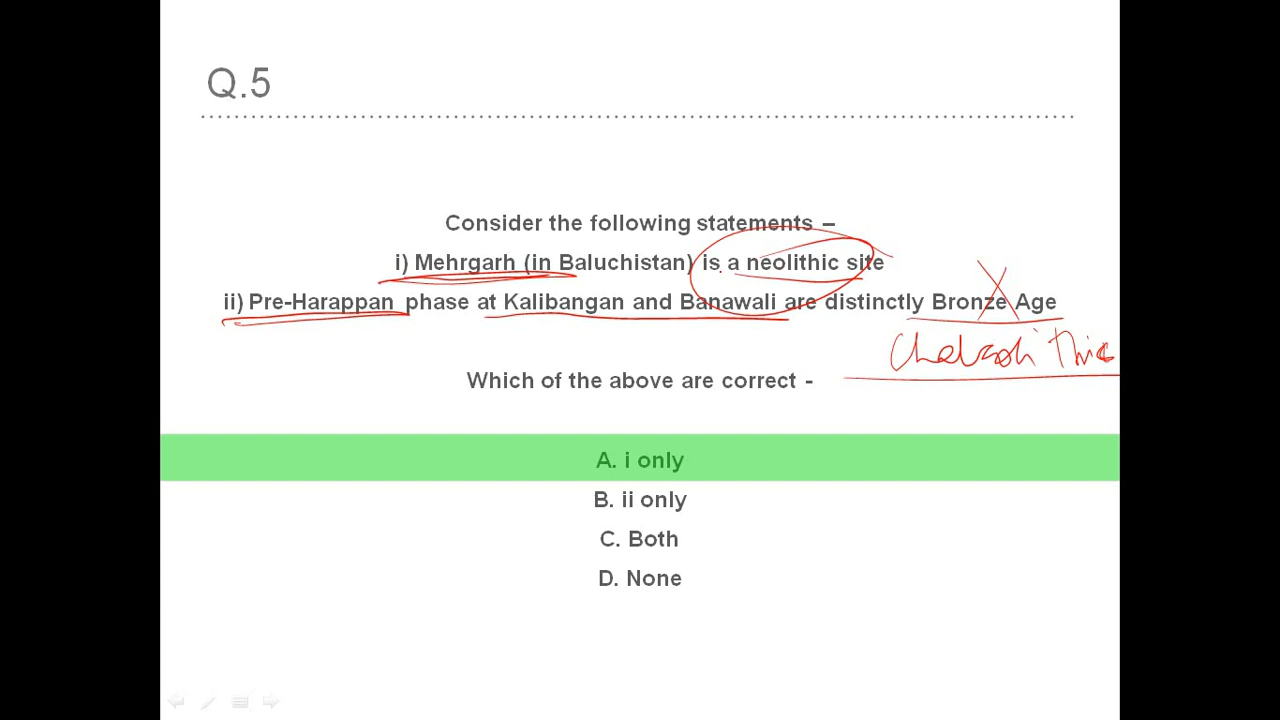 Q.5
Consider the following statements –
i) Mehrgarh (in Baluchistan) is a neolithic site
ii) Pre-Harappan phase at Kalibangan and Banawali are distinctly Bronze Age
Which of the above are correct -
A. i only
B. ii only
C. Both
D. None